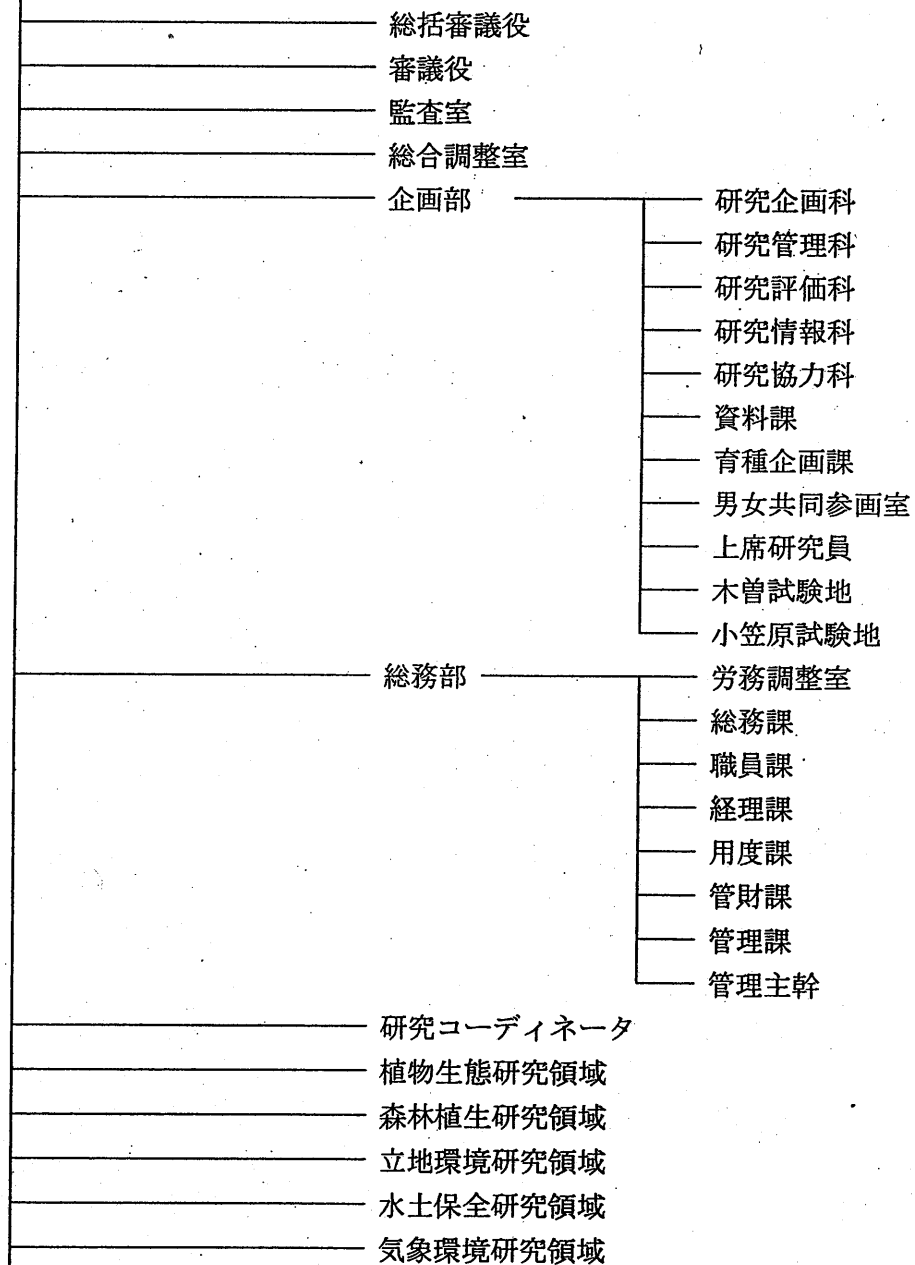 総括審議役
審議役
監査室
総合調整室
企画部 研究企画科
研究管理科
研究評価科
研究情報科
研究協力科
資料課
育種企画課
男女共同参画室
上席研究員
木曽試験地
小笠原試験地
総務部 労務調整室
総務課
職員課
経理課
用度課
管財課
管理課
管理主幹
研究コーディネータ
植物生態研究領域
森林植生研究領域
立地環境研究領域
水土保全研究領域
気象環境研究領域